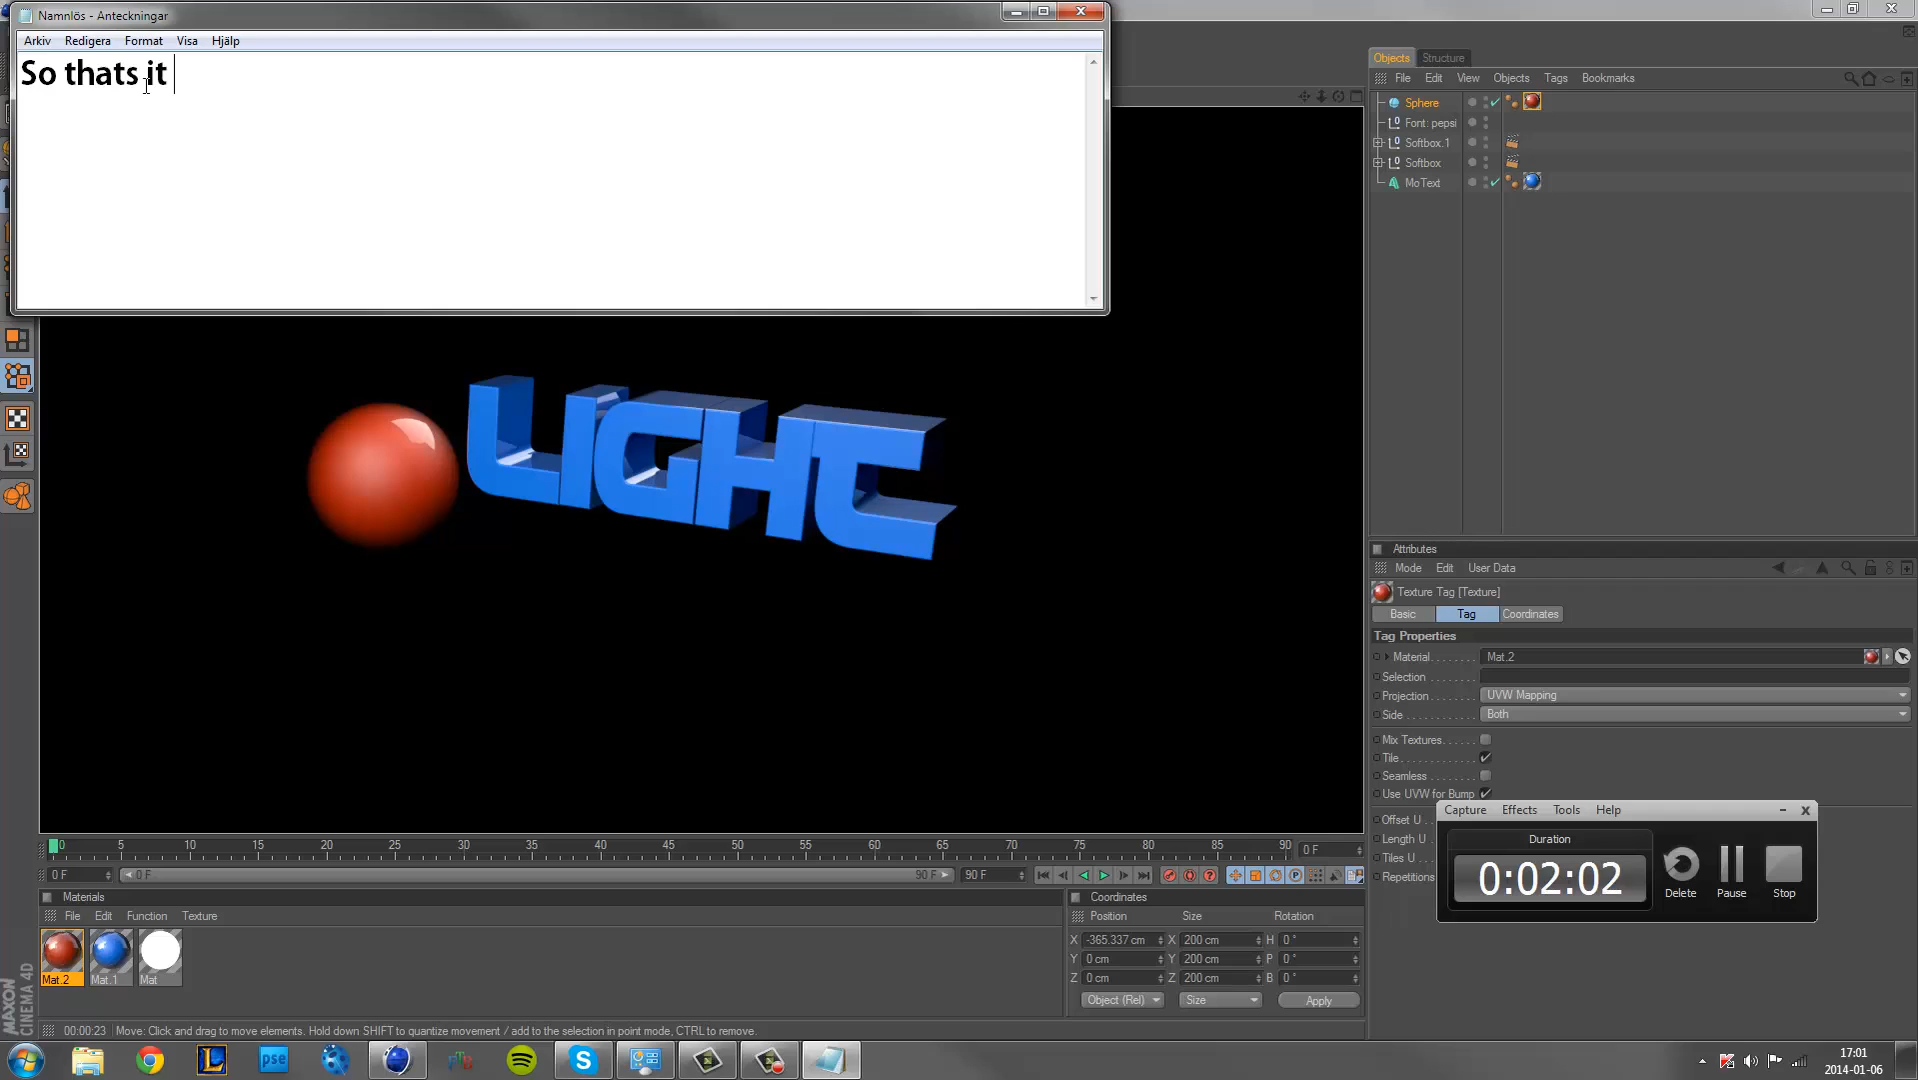 Namnlös - Anteckningar
Arkiv Redigera Format Visa Hjälp
So thats it
Objects Structure
File Edit View Objects Tags Bookmarks
Sphere
Font: pepsi
Softbox.1
Softbox
MoText
LIGHT
Attributes
Mode Edit User Data
Texture Tag [Texture]
Basic Tag Coordinates
Tag Properties
Material Mat.2
Selection
Projection UVW Mapping
Side Both
Mix Textures
Tile
Seamless
Use UVW for Bump
Offset U
Length U
Tiles U
Repetitions
Capture Effects Tools Help
Duration
0:02:02
Delete Pause Stop
0 5 10 15 20 25 30 35 40 45 50 55 60 65 70 75 80 85 90 0 F
0 F 0 F 90 F 90 F
Materials
File Edit Function Texture
Mat.2 Mat.1 Mat
Coordinates
Position Size Rotation
X -365.337 cm X 200 cm H 0 °
Y 0 cm Y 200 cm P 0 °
Z 0 cm Z 200 cm B 0 °
Object (Rel) Size Apply
MAXON
CINEMA 4D
00:00:23 Move: Click and drag to move elements. Hold down SHIFT to quantize movement / add to the selection in point mode, CTRL to remove.
L pse S
17:01
2014-01-06